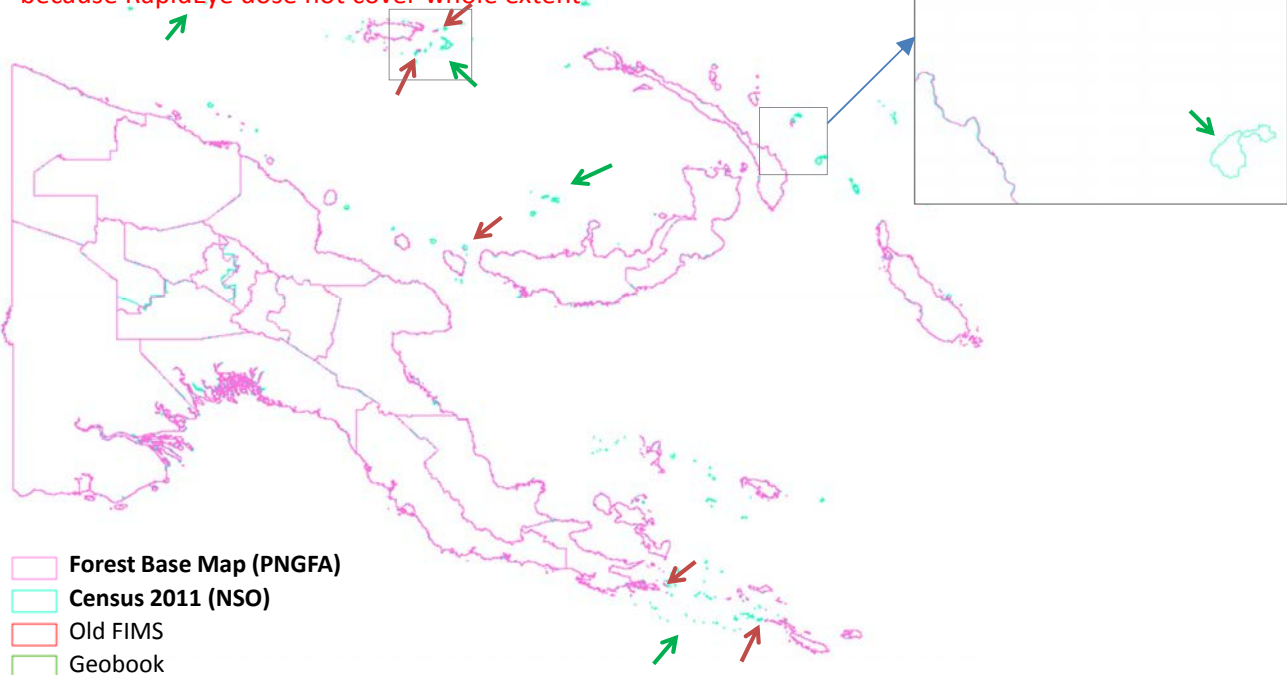 because RapidEye dose not cover whole extent
Forest Base Map (PNGFA)
Census 2011 (NSO)
Old FIMS
Geobook